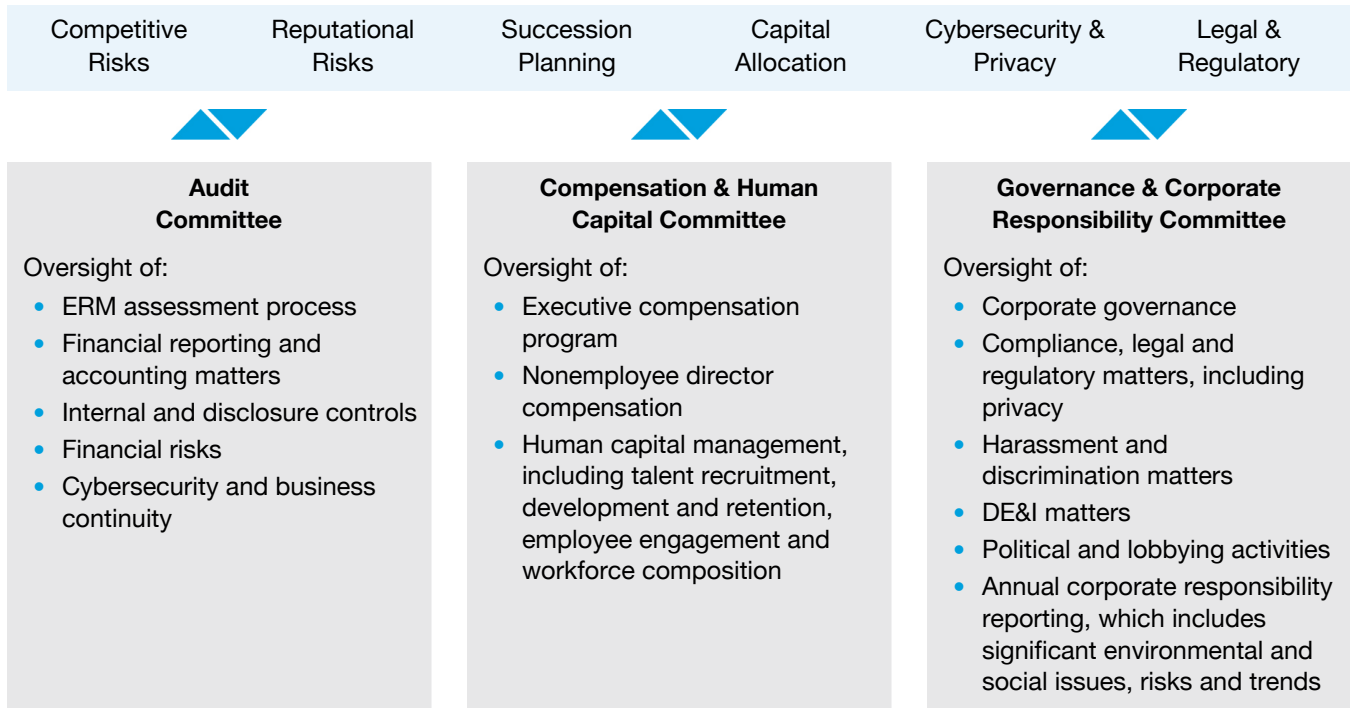 Competitive
Risks
Reputational
Risks
Succession
Planning
Capital
Allocation
Cybersecurity &
Privacy
Legal &
Regulatory
Audit
Committee
Oversight of:
• ERM assessment process
• Financial reporting and
accounting matters
• Internal and disclosure controls
• Financial risks
• Cybersecurity and business
continuity
Compensation & Human
Capital Committee
Oversight of:
• Executive compensation
program
• Nonemployee director
compensation
• Human capital management,
including talent recruitment,
development and retention,
employee engagement and
workforce composition
Governance & Corporate
Responsibility Committee
Oversight of:
• Corporate governance
• Compliance, legal and
regulatory matters, including
privacy
• Harassment and
discrimination matters
• DE&I matters
• Political and lobbying activities
• Annual corporate responsibility
reporting, which includes
significant environmental and
social issues, risks and trends